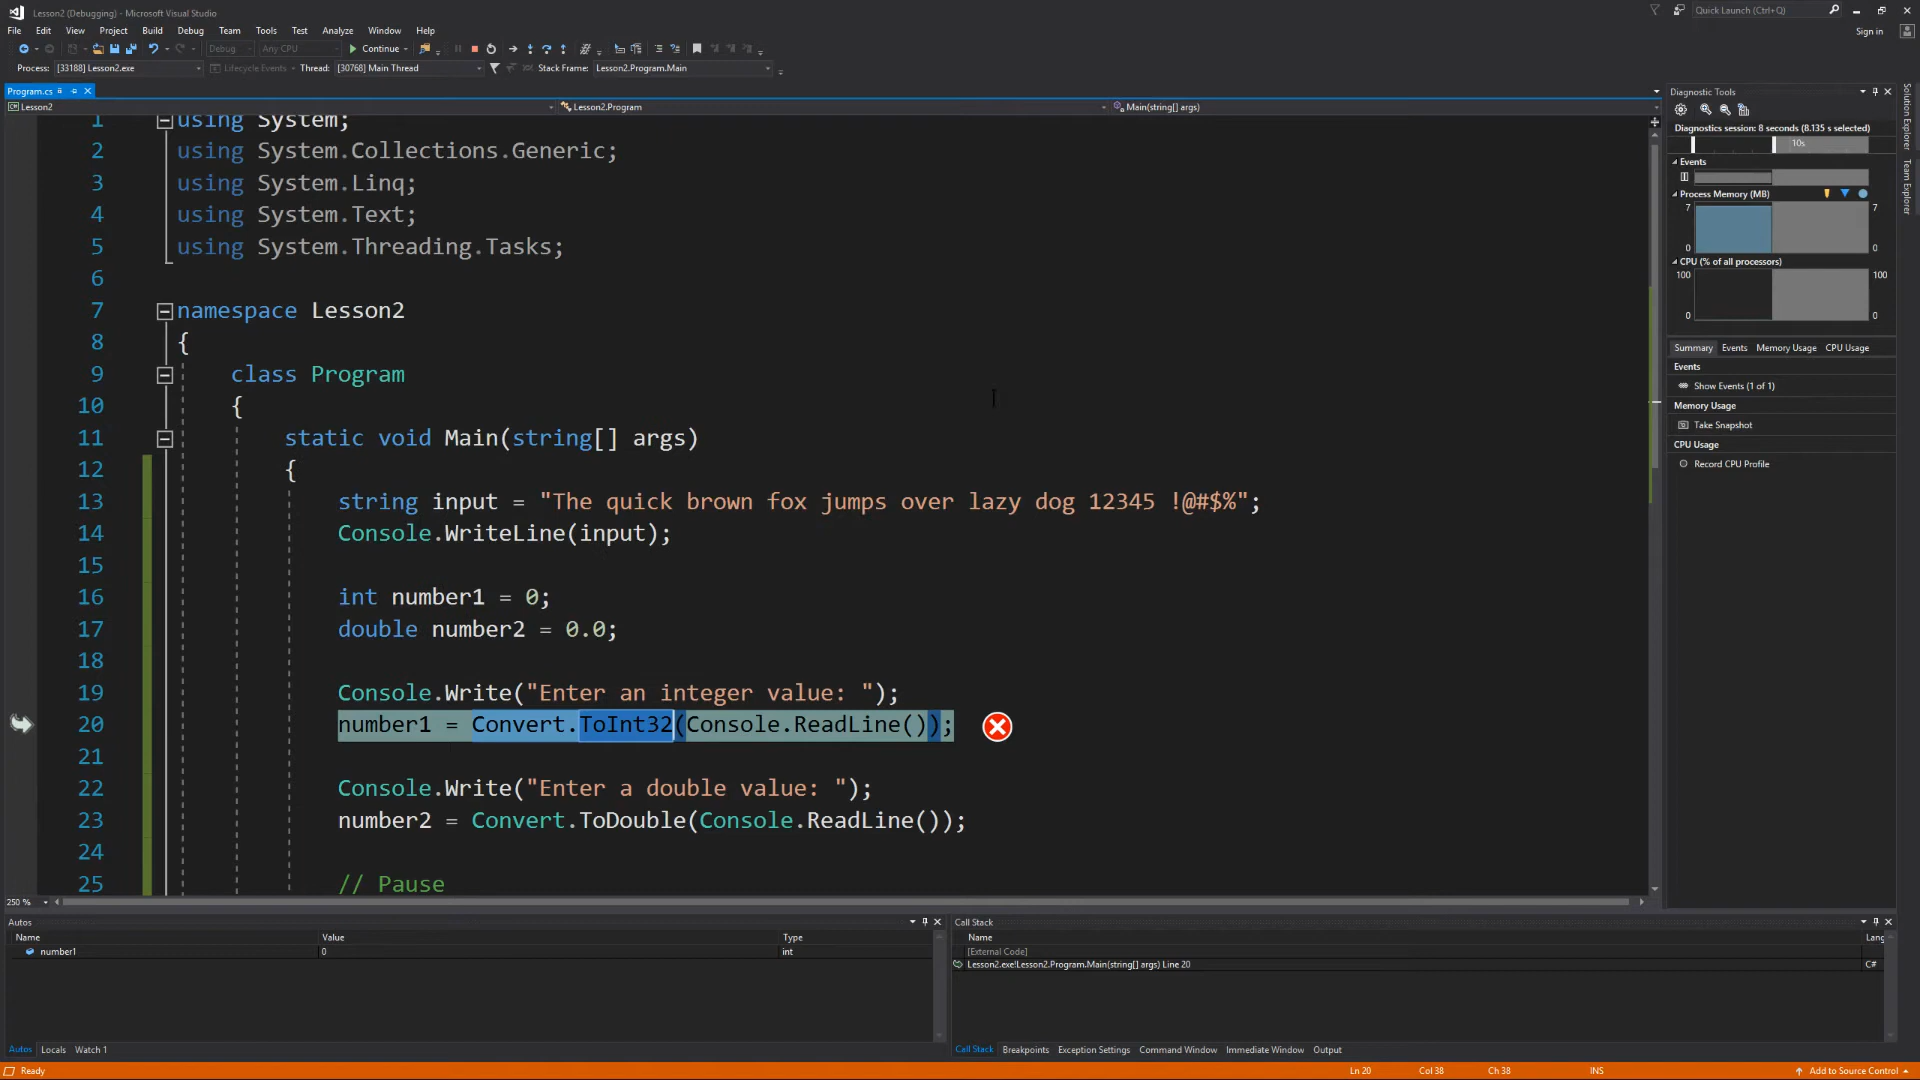 Lesson2 (Debugging) - Microsoft Visual Studio
Quick Launch (Ctrl+Q)
File Edit View Project Build Debug Team Tools Test Analyze Window Help
Sign in
Debug Any CPU Continue
Process: [33188] Lesson2.exe Lifecycle Events Thread: [30768] Main Thread Stack Frame: Lesson2.Program.Main
Program.cs
Lesson2 Lesson2.Program Main(string[] args)
1 using System;
2 using System.Collections.Generic;
3 using System.Linq;
4 using System.Text;
5 using System.Threading.Tasks;
6
7 namespace Lesson2
8 {
9 class Program
10 {
11 static void Main(string[] args)
12 {
13 string input = "The quick brown fox jumps over lazy dog 12345 !@#$%";
14 Console.WriteLine(input);
15
16 int number1 = 0;
17 double number2 = 0.0;
18
19 Console.Write("Enter an integer value: ");
20 number1 = Convert.ToInt32(Console.ReadLine());
21
22 Console.Write("Enter a double value: ");
23 number2 = Convert.ToDouble(Console.ReadLine());
24
25 // Pause
250 %
Diagnostic Tools
Diagnostics session: 8 seconds (8.135 s selected)
10s
Events
Process Memory (MB)
7 7
0 0
CPU (% of all processors)
100 100
0 0
Summary Events Memory Usage CPU Usage
Events
Show Events (1 of 1)
Memory Usage
Take Snapshot
CPU Usage
Record CPU Profile
Solution Explorer
Team Explorer
Autos
Name Value Type
number1 0 int
Autos Locals Watch 1
Call Stack
Name Lang
[External Code]
Lesson2.exe!Lesson2.Program.Main(string[] args) Line 20 C#
Call Stack Breakpoints Exception Settings Command Window Immediate Window Output
Ready Ln 20 Col 38 Ch 38 INS Add to Source Control